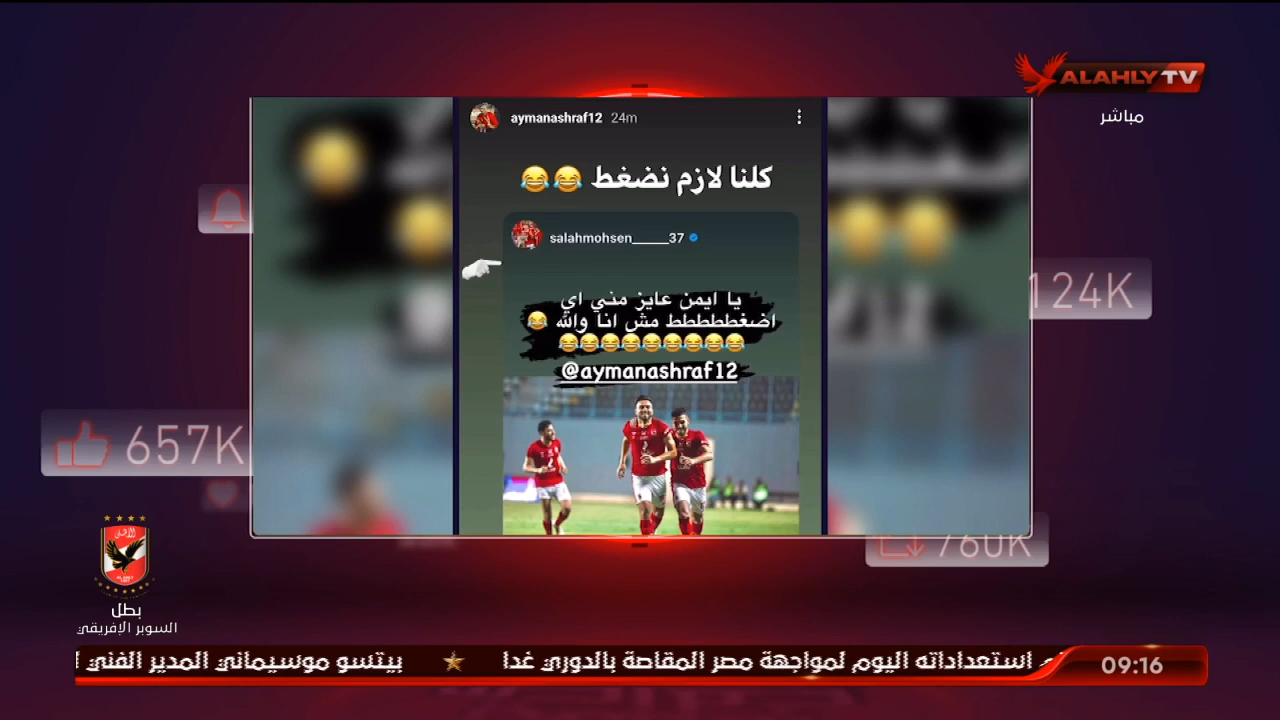 ALAHLY TV
مباشر
aymanashraf12 24m
كلنا لازم نضغط 😂😂
salahmohsen_____37
يا ايمن عايز مني اي
اضغطططططط مش انا والله 😂
😂😂😂😂😂😂😂😂😂
@aymanashraf12
124K
657K
760K
الأهلي
ALAHLY
بطل
السوبر الإفريقي
استعداداته اليوم لمواجهة مصر المقاصة بالدوري غدا ★ بيتسو موسيماني المدير الفني
09:16